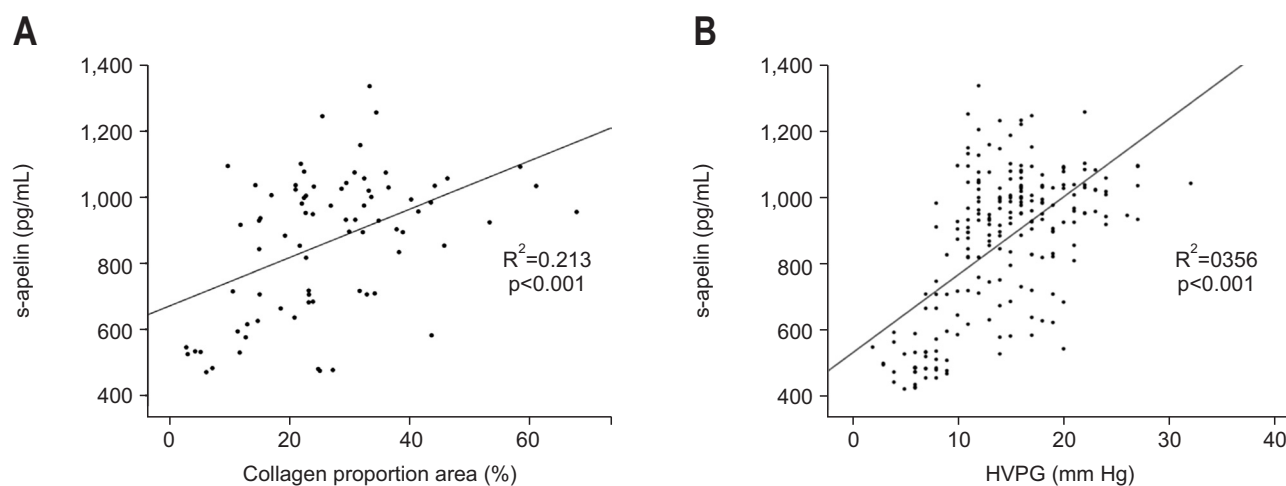 A
1,400
1,200
1,000
800
600
400
s-apelin (pg/mL)
R²=0.213
p<0.001
0 20 40 60
Collagen proportion area (%)
B
1,400
1,200
1,000
800
600
400
s-apelin (pg/mL)
R²=0356
p<0.001
0 10 20 30 40
HVPG (mm Hg)